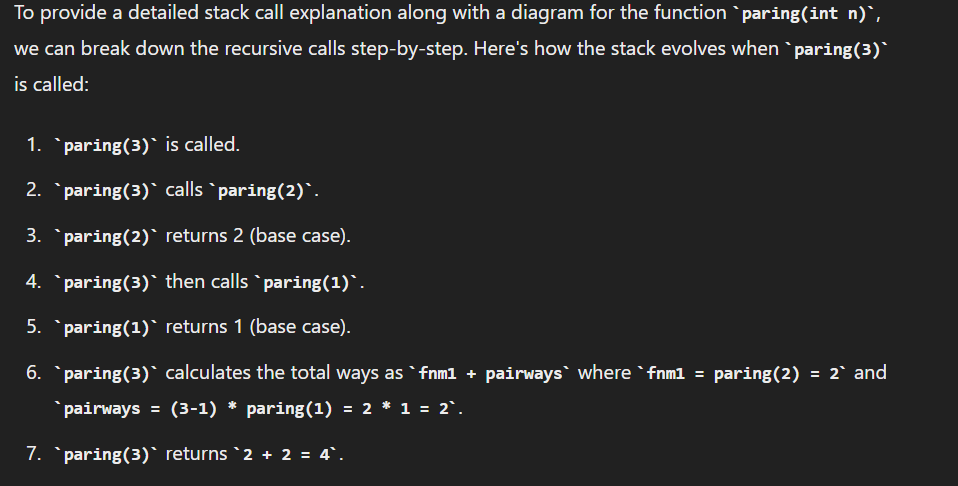 To provide a detailed stack call explanation along with a diagram for the function `paring(int n)`,
we can break down the recursive calls step-by-step. Here's how the stack evolves when `paring(3)`
is called:
1. `paring(3)` is called.
2. `paring(3)` calls `paring(2)`.
3. `paring(2)` returns 2 (base case).
4. `paring(3)` then calls `paring(1)`.
5. `paring(1)` returns 1 (base case).
6. `paring(3)` calculates the total ways as `fnm1 + pairways` where `fnm1 = paring(2) = 2` and
`pairways = (3-1) * paring(1) = 2 * 1 = 2`.
7. `paring(3)` returns `2 + 2 = 4`.